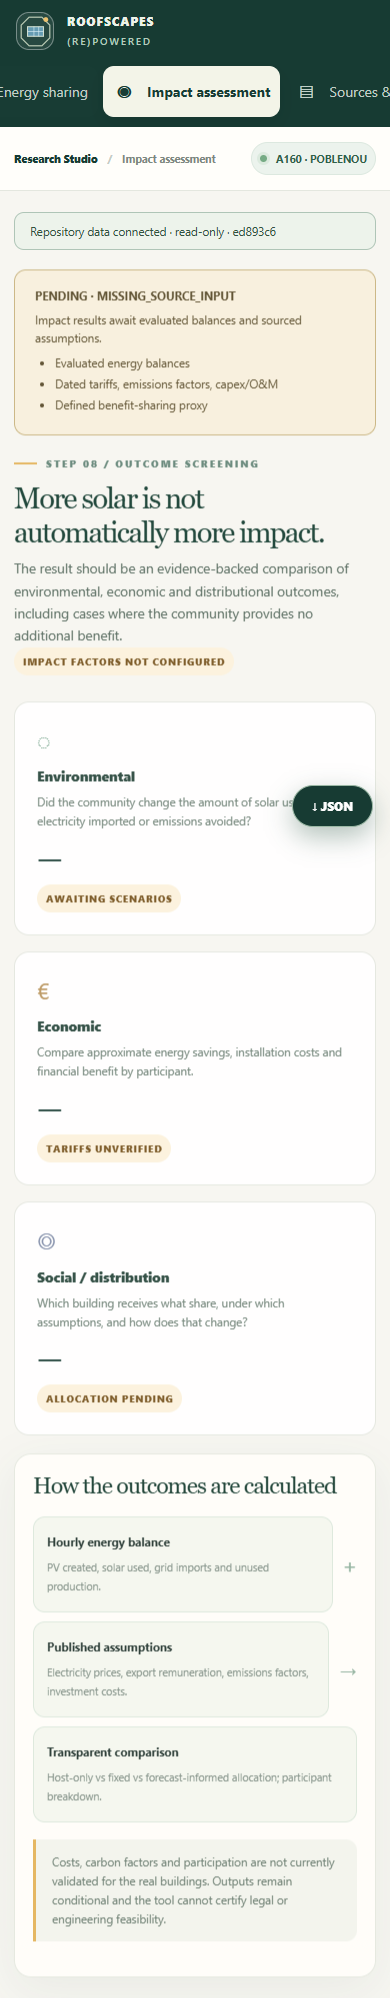 ROOFSCAPES
(RE)POWERED
Energy sharing
Impact assessment
Sources &
Research Studio / Impact assessment
A160 · POBLENOU
Repository data connected · read-only · ed893c6
PENDING · MISSING_SOURCE_INPUT
Impact results await evaluated balances and sourced
assumptions.
• Evaluated energy balances
• Dated tariffs, emissions factors, capex/O&M
• Defined benefit-sharing proxy
STEP 08 / OUTCOME SCREENING
More solar is not
automatically more impact.
The result should be an evidence-backed comparison of
environmental, economic and distributional outcomes,
including cases where the community provides no
additional benefit.
IMPACT FACTORS NOT CONFIGURED
Environmental
Did the community change the amount of solar us
electricity imported or emissions avoided?
↓ JSON
—
AWAITING SCENARIOS
€
Economic
Compare approximate energy savings, installation costs and
financial benefit by participant.
—
TARIFFS UNVERIFIED
Social / distribution
Which building receives what share, under which
assumptions, and how does that change?
—
ALLOCATION PENDING
How the outcomes are calculated
Hourly energy balance
PV created, solar used, grid imports and unused
production.
+
Published assumptions
Electricity prices, export remuneration, emissions factors,
investment costs.
→
Transparent comparison
Host-only vs fixed vs forecast-informed allocation; participant
breakdown.
Costs, carbon factors and participation are not currently
validated for the real buildings. Outputs remain
conditional and the tool cannot certify legal or
engineering feasibility.